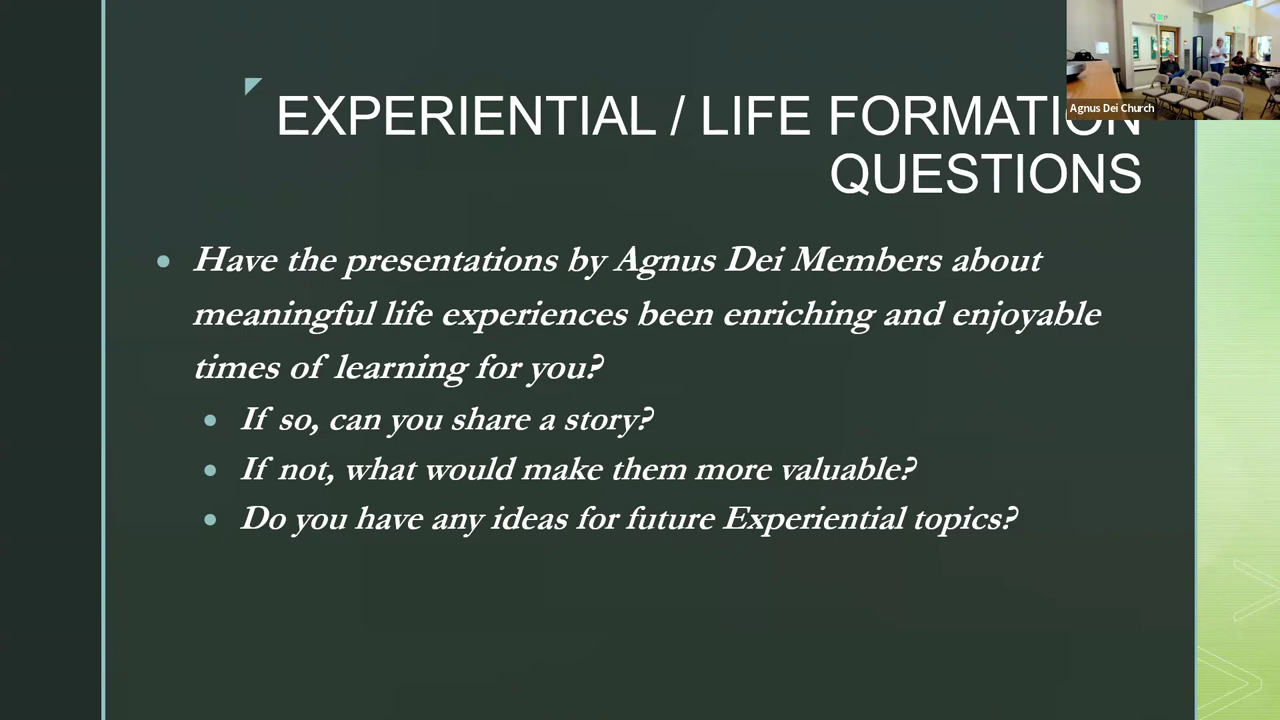 Agnus Dei Church
EXPERIENTIAL / LIFE FORMATION
QUESTIONS
• Have the presentations by Agnus Dei Members about
meaningful life experiences been enriching and enjoyable
times of learning for you?
• If so, can you share a story?
• If not, what would make them more valuable?
• Do you have any ideas for future Experiential topics?